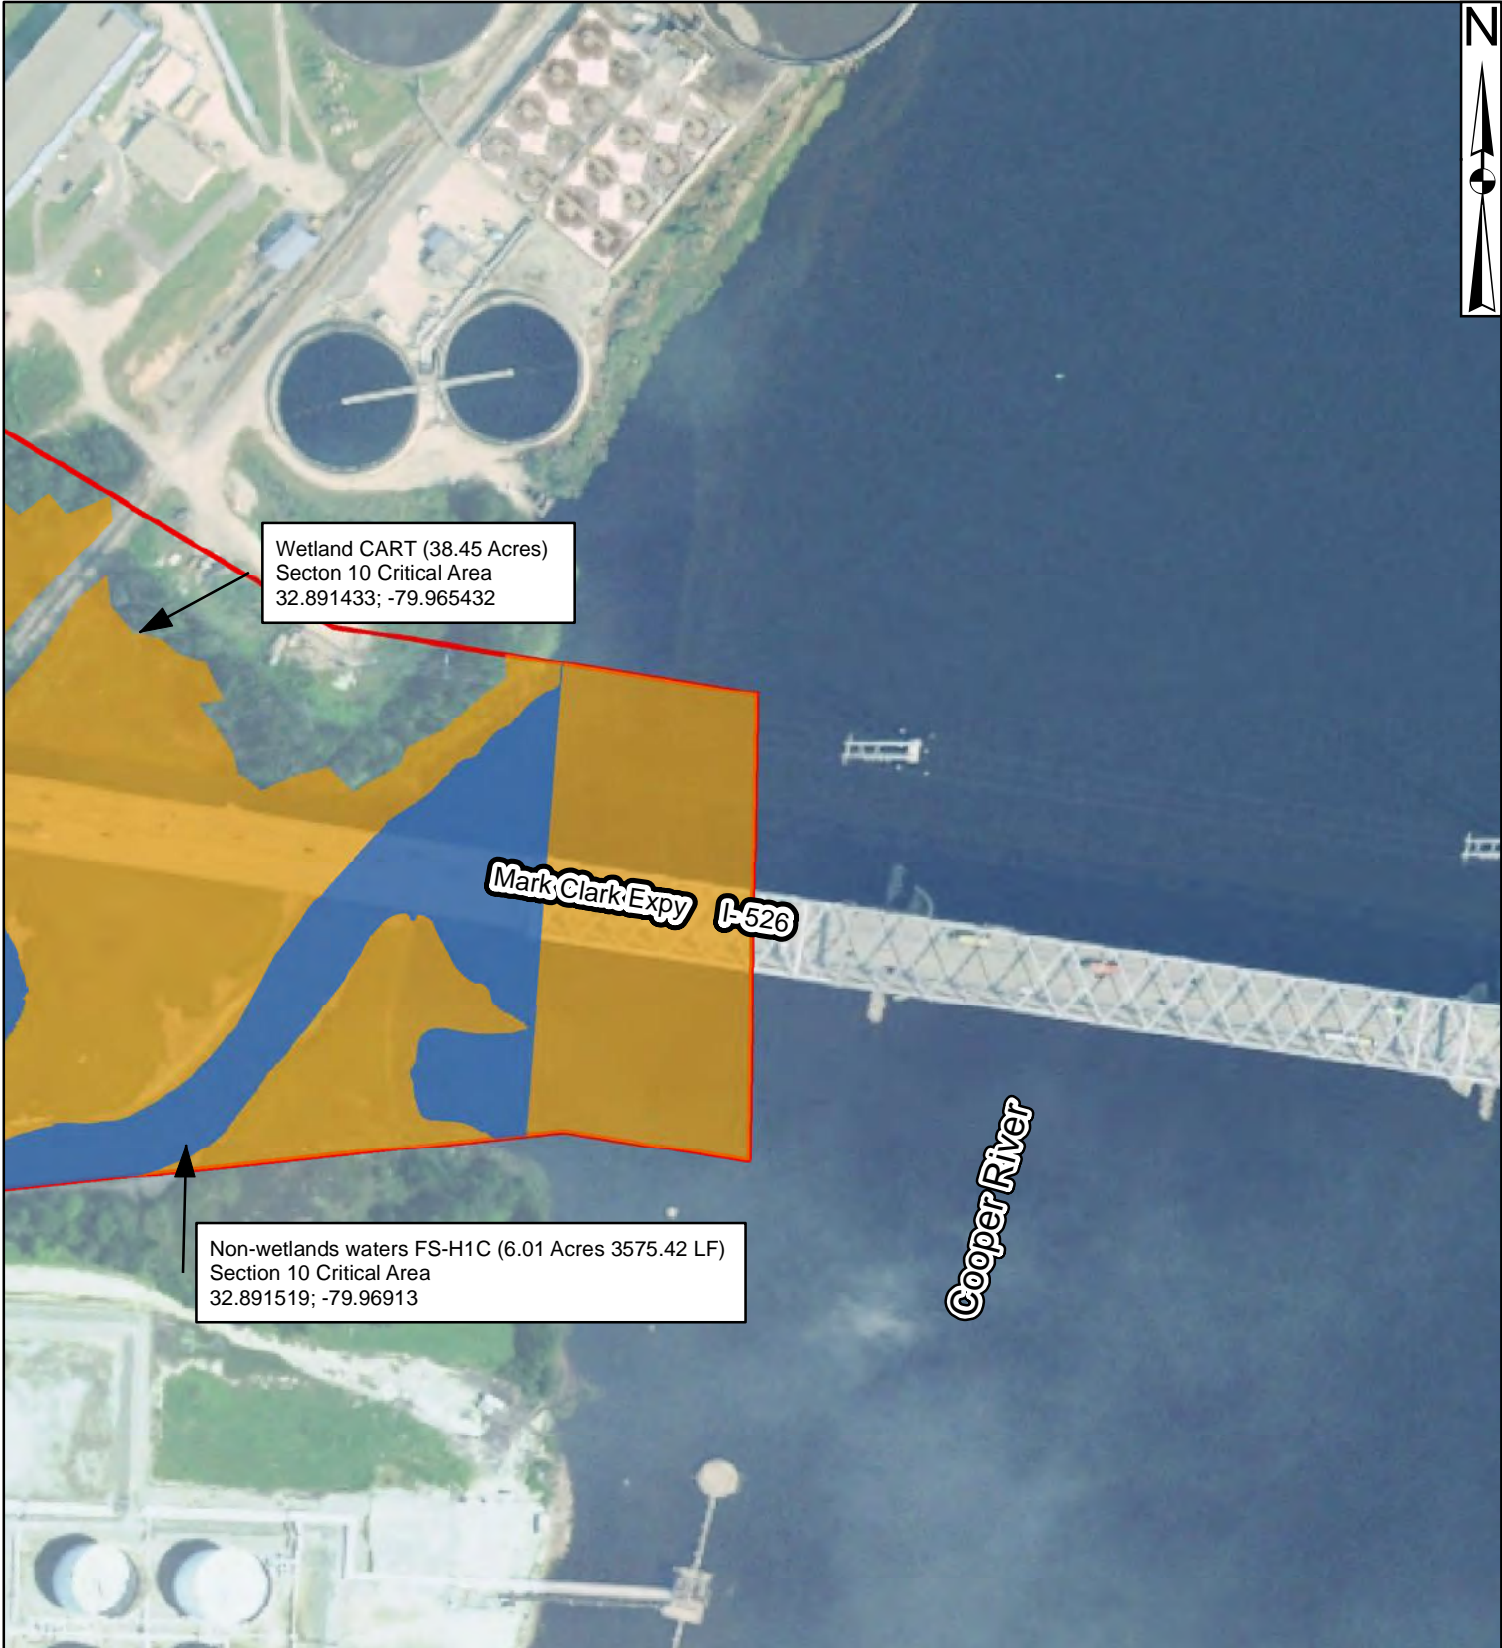 N
Wetland CART (38.45 Acres)
Secton 10 Critical Area
32.891433; -79.965432
Mark Clark Expy
I-526
Cooper River
Non-wetlands waters FS-H1C (6.01 Acres 3575.42 LF)
Section 10 Critical Area
32.891519; -79.96913